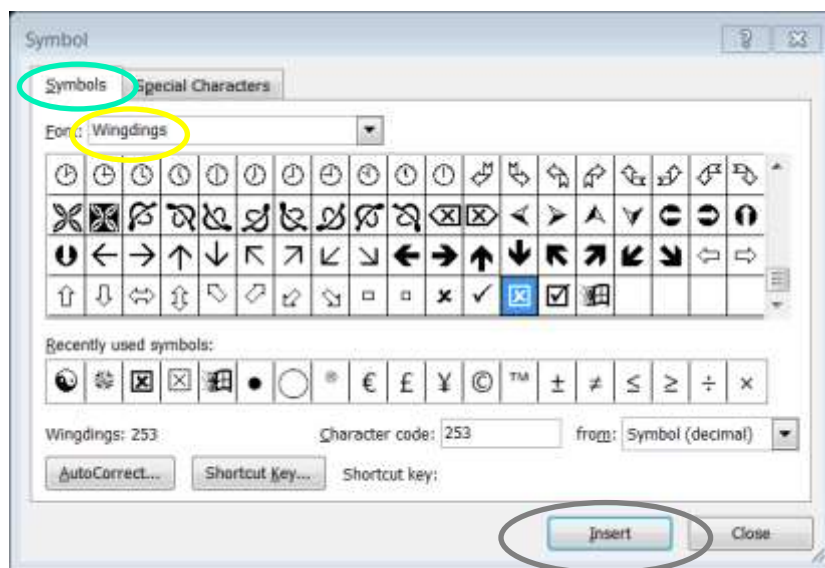 Symbol
Symbols Special Characters
Font: Wingdings
Recently used symbols:
€ £ ¥ © ™ ± ≠ ≤ ≥ ÷ ×
Wingdings: 253 Character code: 253 from: Symbol (decimal)
AutoCorrect... Shortcut Key... Shortcut key:
Insert Close